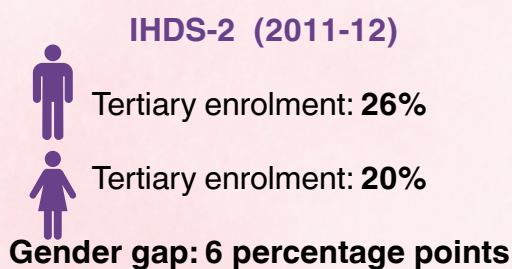 IHDS-2 (2011-12)
Tertiary enrolment: 26%
Tertiary enrolment: 20%
Gender gap: 6 percentage points